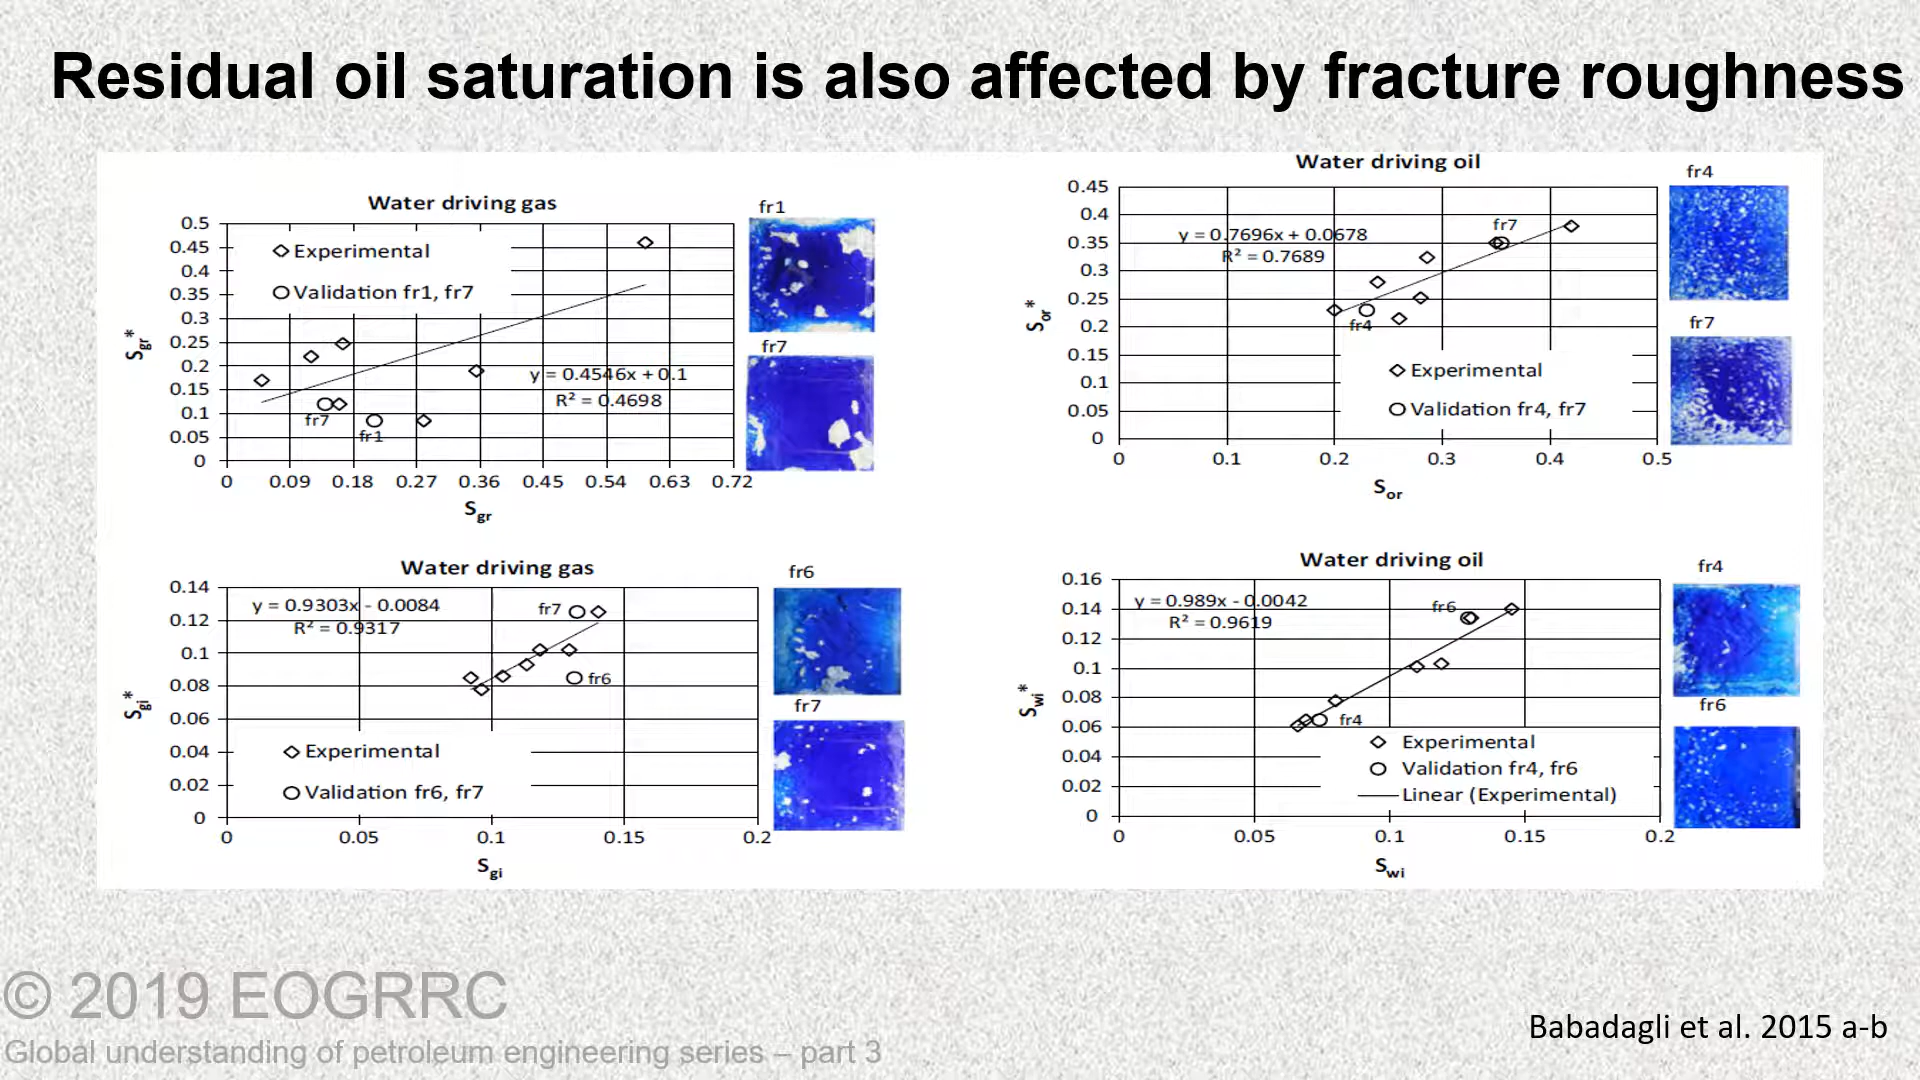 Residual oil saturation is also affected by fracture roughness
Water driving gas
0.5
0.45
0.4
0.35
0.3
0.25
0.2
0.15
0.1
0.05
0
Sgr*
Experimental
Validation fr1, fr7
y = 0.4546x + 0.1
R² = 0.4698
fr7
fr1
0 0.09 0.18 0.27 0.36 0.45 0.54 0.63 0.72
Sgr
fr1
fr7
Water driving oil
0.45
0.4
0.35
0.3
0.25
0.2
0.15
0.1
0.05
0
Sor*
y = 0.7696x + 0.0678
R² = 0.7689
fr7
fr4
Experimental
Validation fr4, fr7
0 0.1 0.2 0.3 0.4 0.5
Sor
fr4
fr7
Water driving gas
0.14
0.12
0.1
0.08
0.06
0.04
0.02
0
Sgi*
y = 0.9303x - 0.0084
R² = 0.9317
fr7
fr6
Experimental
Validation fr6, fr7
0 0.05 0.1 0.15 0.2
Sgi
fr6
fr7
Water driving oil
0.16
0.14
0.12
0.1
0.08
0.06
0.04
0.02
0
Swi*
y = 0.989x - 0.0042
R² = 0.9619
fr6
fr4
Experimental
Validation fr4, fr6
Linear (Experimental)
0 0.05 0.1 0.15 0.2
Swi
fr4
fr6
© 2019 EOGRRC
Global understanding of petroleum engineering series – part 3
Babadagli et al. 2015 a-b